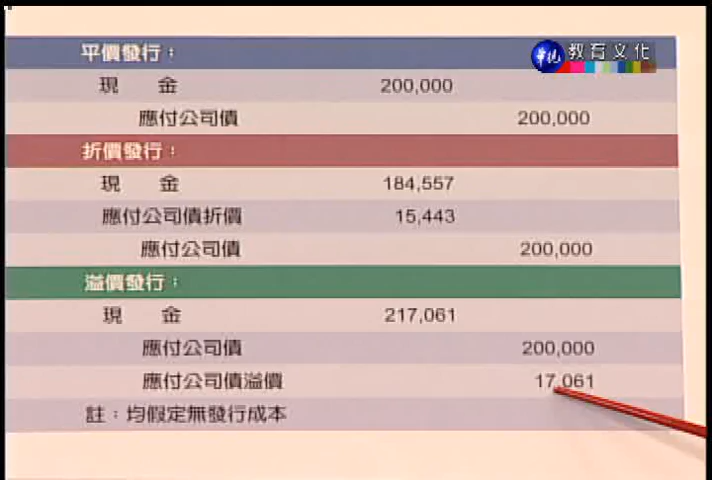 華視 教育文化
平價發行：
現　　金 200,000
應付公司債 200,000
折價發行：
現　　金 184,557
應付公司債折價 15,443
應付公司債 200,000
溢價發行：
現　　金 217,061
應付公司債 200,000
應付公司債溢價 17,061
註：均假定無發行成本